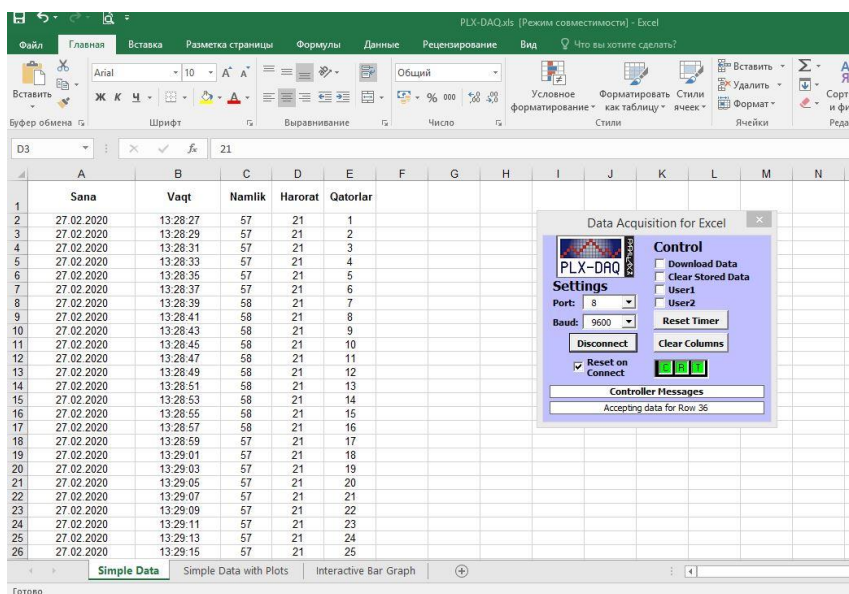 PLX-DAQ.xls [Режим совместимости] - Excel
Файл Главная Вставка Разметка страницы Формулы Данные Рецензирование Вид Что вы хотите сделать?
Вставить
Arial 10 A A
Ж К Ч
Общий
% 000
Условное форматирование
Форматировать как таблицу
Стили ячеек
Вставить
Удалить
Формат
Σ
Сорт
и фи
Буфер обмена Шрифт Выравнивание Число Стили Ячейки Реда
D3 fx 21
A B C D E F G H I J K L M N
1 Sana Vaqt Namlik Harorat Qatorlar
2 27.02.2020 13:28:27 57 21 1
3 27.02.2020 13:28:29 57 21 2
4 27.02.2020 13:28:31 57 21 3
5 27.02.2020 13:28:33 57 21 4
6 27.02.2020 13:28:35 57 21 5
7 27.02.2020 13:28:37 57 21 6
8 27.02.2020 13:28:39 58 21 7
9 27.02.2020 13:28:41 58 21 8
10 27.02.2020 13:28:43 58 21 9
11 27.02.2020 13:28:45 58 21 10
12 27.02.2020 13:28:47 58 21 11
13 27.02.2020 13:28:49 58 21 12
14 27.02.2020 13:28:51 58 21 13
15 27.02.2020 13:28:53 58 21 14
16 27.02.2020 13:28:55 58 21 15
17 27.02.2020 13:28:57 58 21 16
18 27.02.2020 13:28:59 57 21 17
19 27.02.2020 13:29:01 57 21 18
20 27.02.2020 13:29:03 57 21 19
21 27.02.2020 13:29:05 57 21 20
22 27.02.2020 13:29:07 57 21 21
23 27.02.2020 13:29:09 57 21 22
24 27.02.2020 13:29:11 57 21 23
25 27.02.2020 13:29:13 57 21 24
26 27.02.2020 13:29:15 57 21 25
Data Acquisition for Excel
PLX-DAQ PARALLAX
Control
Download Data
Clear Stored Data
User1
User2
Settings
Port: 8
Baud: 9600
Reset Timer
Disconnect
Clear Columns
Reset on Connect
C R T
Controller Messages
Accepting data for Row 36
Simple Data Simple Data with Plots Interactive Bar Graph
Готово